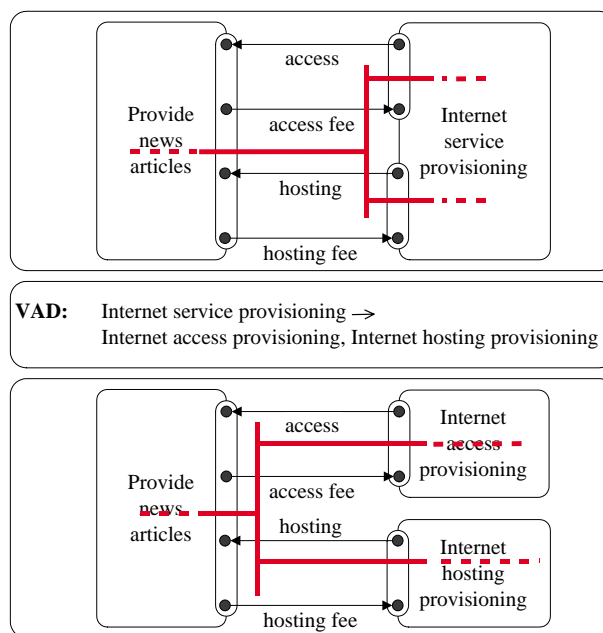 access
access fee
Provide
news
articles
Internet
service
provisioning
hosting
hosting fee
VAD: Internet service provisioning →
Internet access provisioning, Internet hosting provisioning
access
Internet
access
provisioning
Provide
news
articles
access fee
hosting
Internet
hosting
provisioning
hosting fee